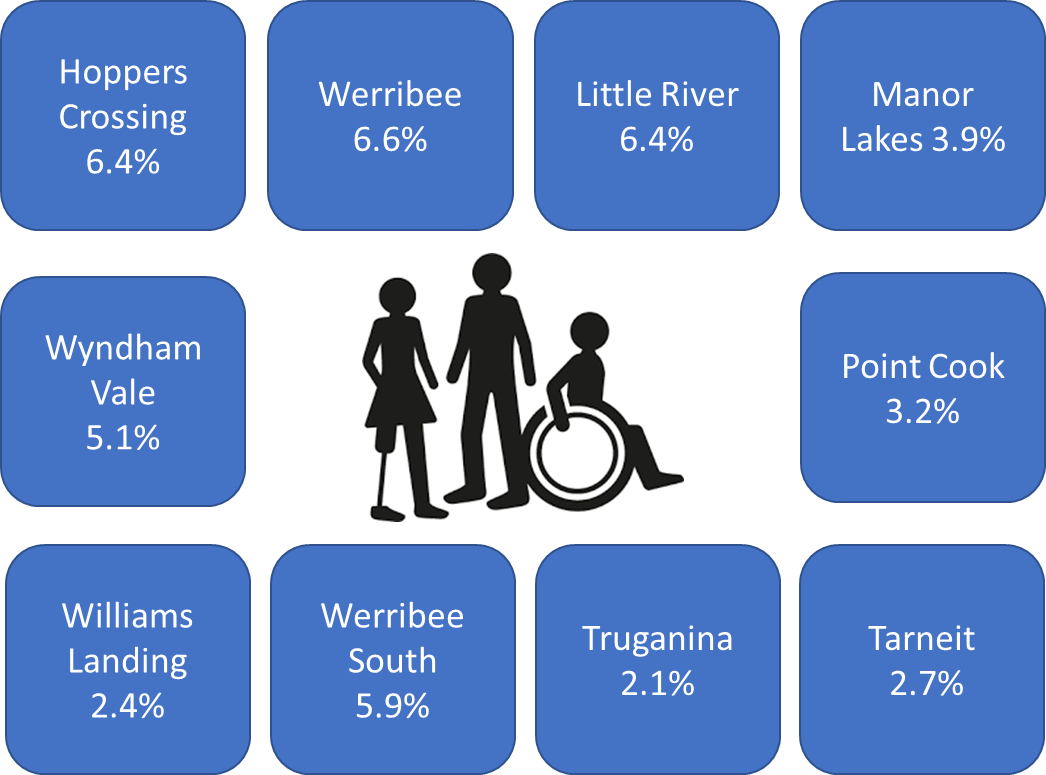 Hoppers
Crossing
6.4%
Werribee
6.6%
Little River
6.4%
Manor
Lakes 3.9%
Wyndham
Vale
5.1%
Point Cook
3.2%
Williams
Landing
2.4%
Werribee
South
5.9%
Truganina
2.1%
Tarneit
2.7%